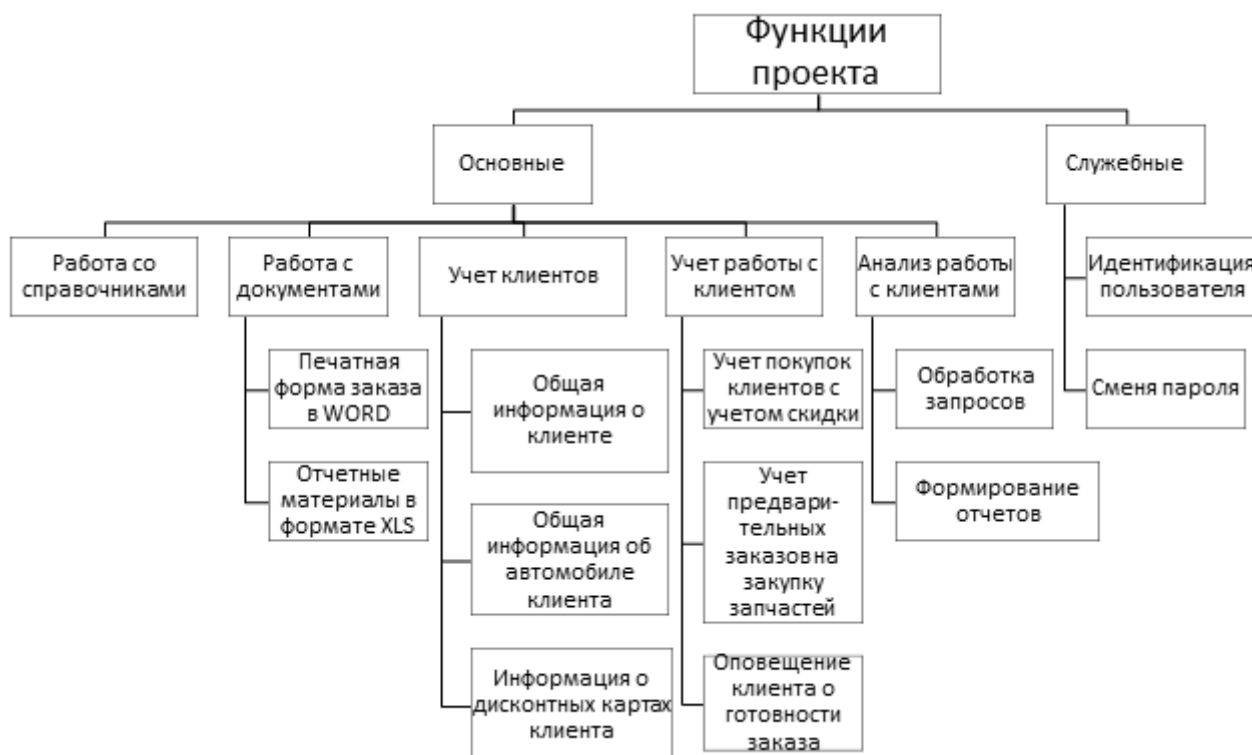 Функции
проекта
Основные
Служебные
Работа со
справочниками
Работа с
документами
Учет клиентов
Учет работы с
клиентом
Анализ работы
с клиентами
Идентификация
пользователя
Печатная
форма заказа
в WORD
Общая
информация о
клиенте
Учет покупок
клиентов с
учетом скидки
Обработка
запросов
Сменя пароля
Отчетные
материалы в
формате XLS
Общая
информация об
автомобиле
клиента
Учет
предвари-
тельных
заказов на
закупку
запчастей
Формирование
отчетов
Информация о
дисконтных картах
клиента
Оповещение
клиента о
готовности
заказа